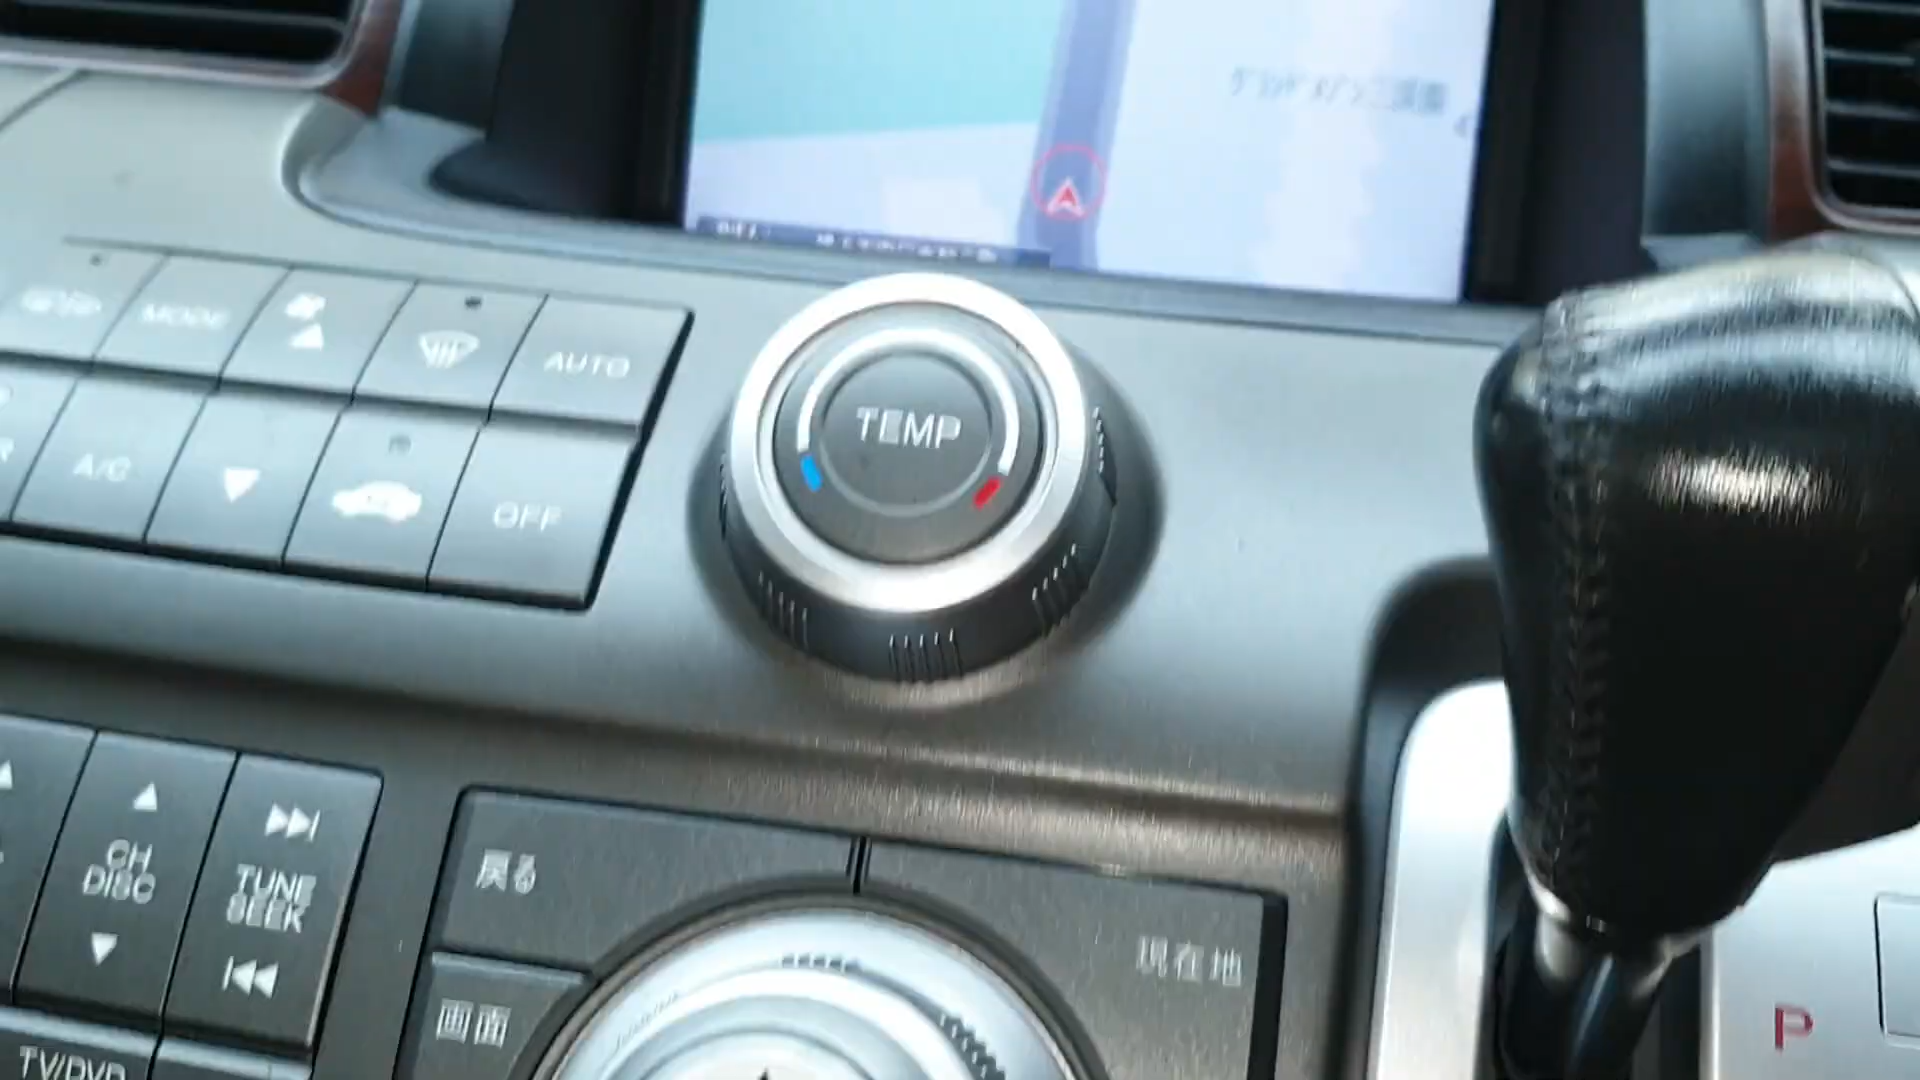 MODE
AUTO
A/C
OFF
TEMP
CH
DISC
TUNE
SEEK
戻る
現在地
画面
TV/DVD
P